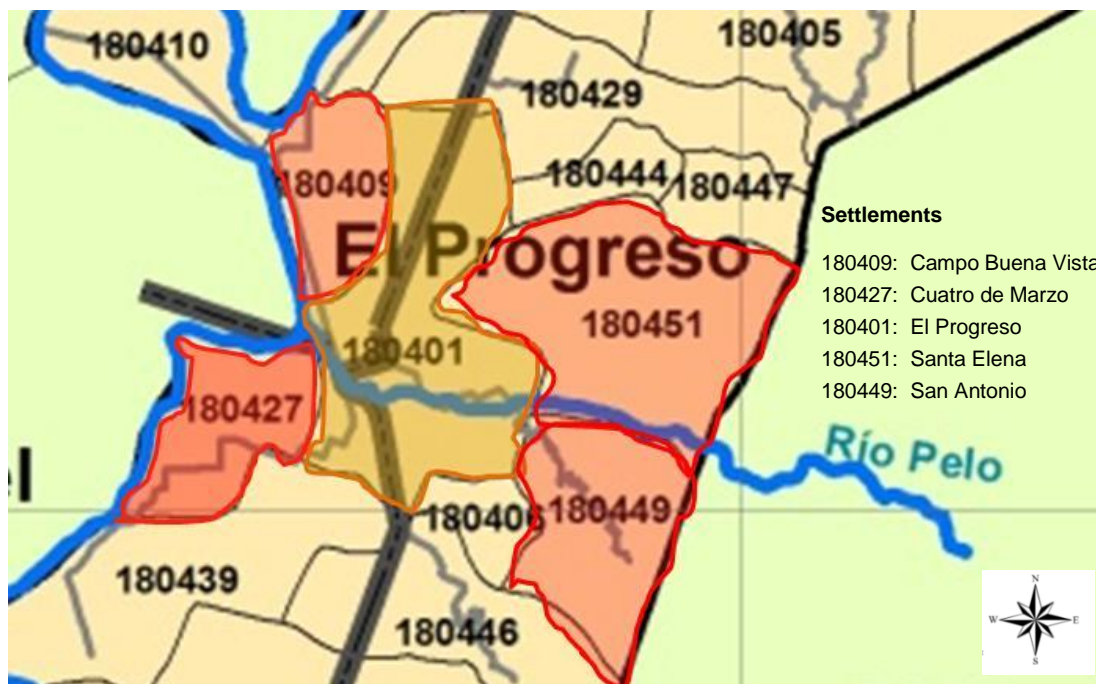 180410
180405
180429
180409
180444
180447
El Progreso
180451
180401
180427
Río Pelo
el
180449
180406
180439
180446
Settlements
180409: Campo Buena Vista
180427: Cuatro de Marzo
180401: El Progreso
180451: Santa Elena
180449: San Antonio
N
W
E
S